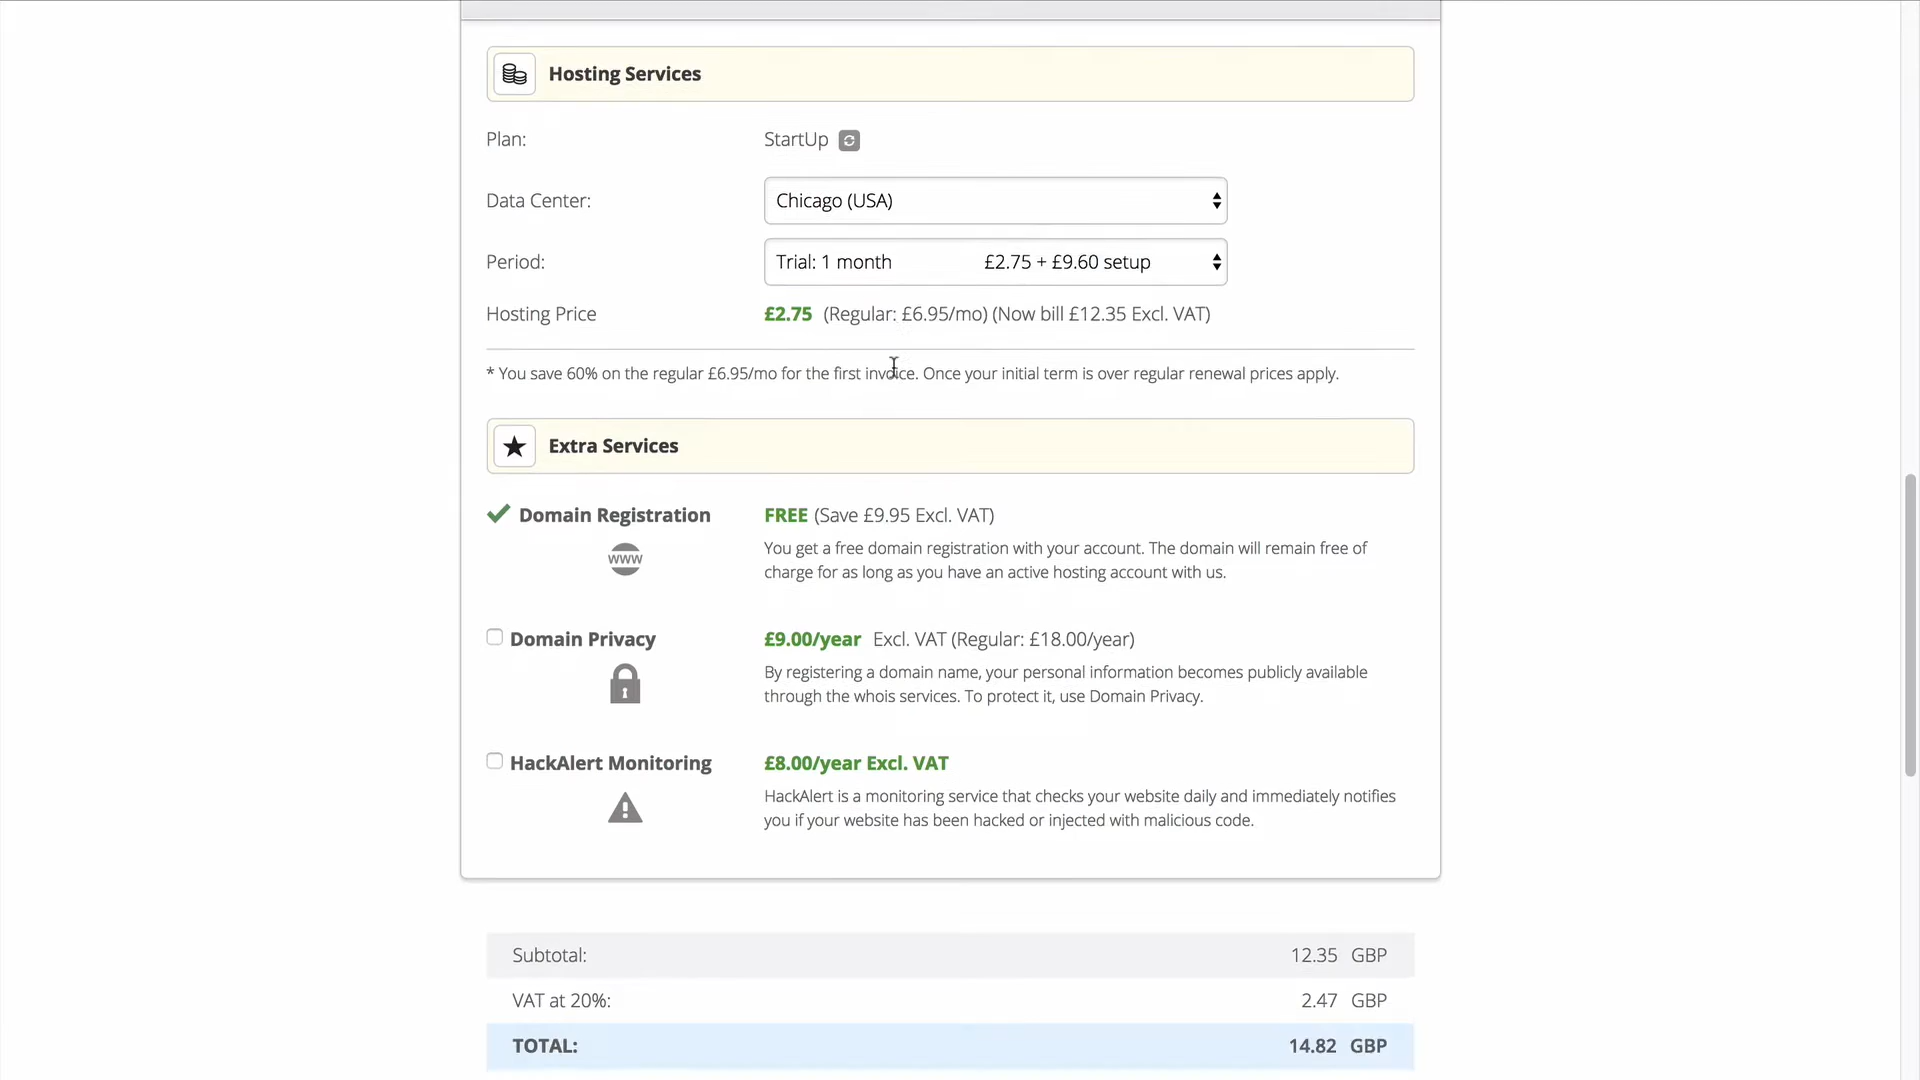 Hosting Services
Plan: StartUp
Data Center: Chicago (USA)
Period: Trial: 1 month £2.75 + £9.60 setup
Hosting Price £2.75 (Regular: £6.95/mo) (Now bill £12.35 Excl. VAT)
* You save 60% on the regular £6.95/mo for the first invoice. Once your initial term is over regular renewal prices apply.
Extra Services
Domain Registration FREE (Save £9.95 Excl. VAT)
www
You get a free domain registration with your account. The domain will remain free of
charge for as long as you have an active hosting account with us.
Domain Privacy £9.00/year Excl. VAT (Regular: £18.00/year)
By registering a domain name, your personal information becomes publicly available
through the whois services. To protect it, use Domain Privacy.
HackAlert Monitoring £8.00/year Excl. VAT
HackAlert is a monitoring service that checks your website daily and immediately notifies
you if your website has been hacked or injected with malicious code.
Subtotal: 12.35 GBP
VAT at 20%: 2.47 GBP
TOTAL: 14.82 GBP